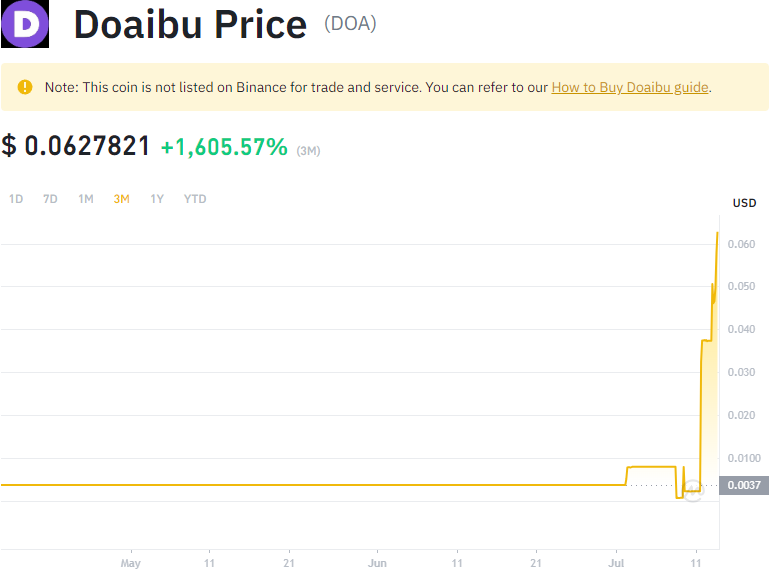 D
Doaibu Price (DOA)
Note: This coin is not listed on Binance for trade and service. You can refer to our How to Buy Doaibu guide.
$ 0.0627821 +1,605.57% (3M)
1D 7D 1M 3M 1Y YTD
USD
0.060
0.050
0.040
0.030
0.020
0.0100
0.0037
May 11 21 Jun 11 21 Jul 11